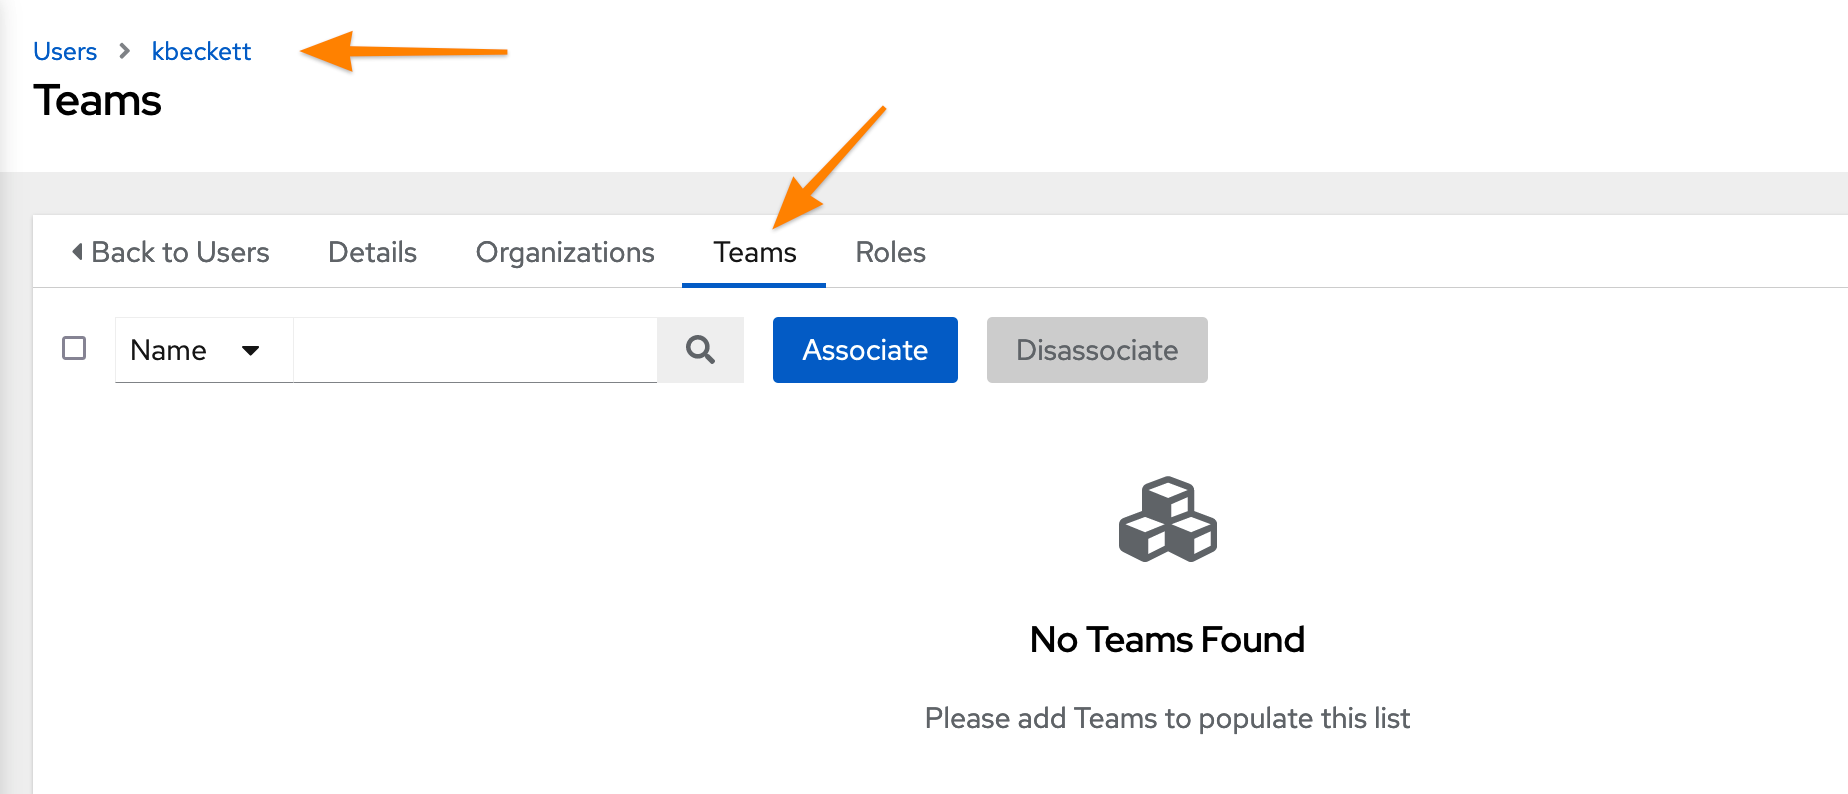 Users > kbeckett
Teams
Back to Users Details Organizations Teams Roles
Name Associate Disassociate
No Teams Found
Please add Teams to populate this list